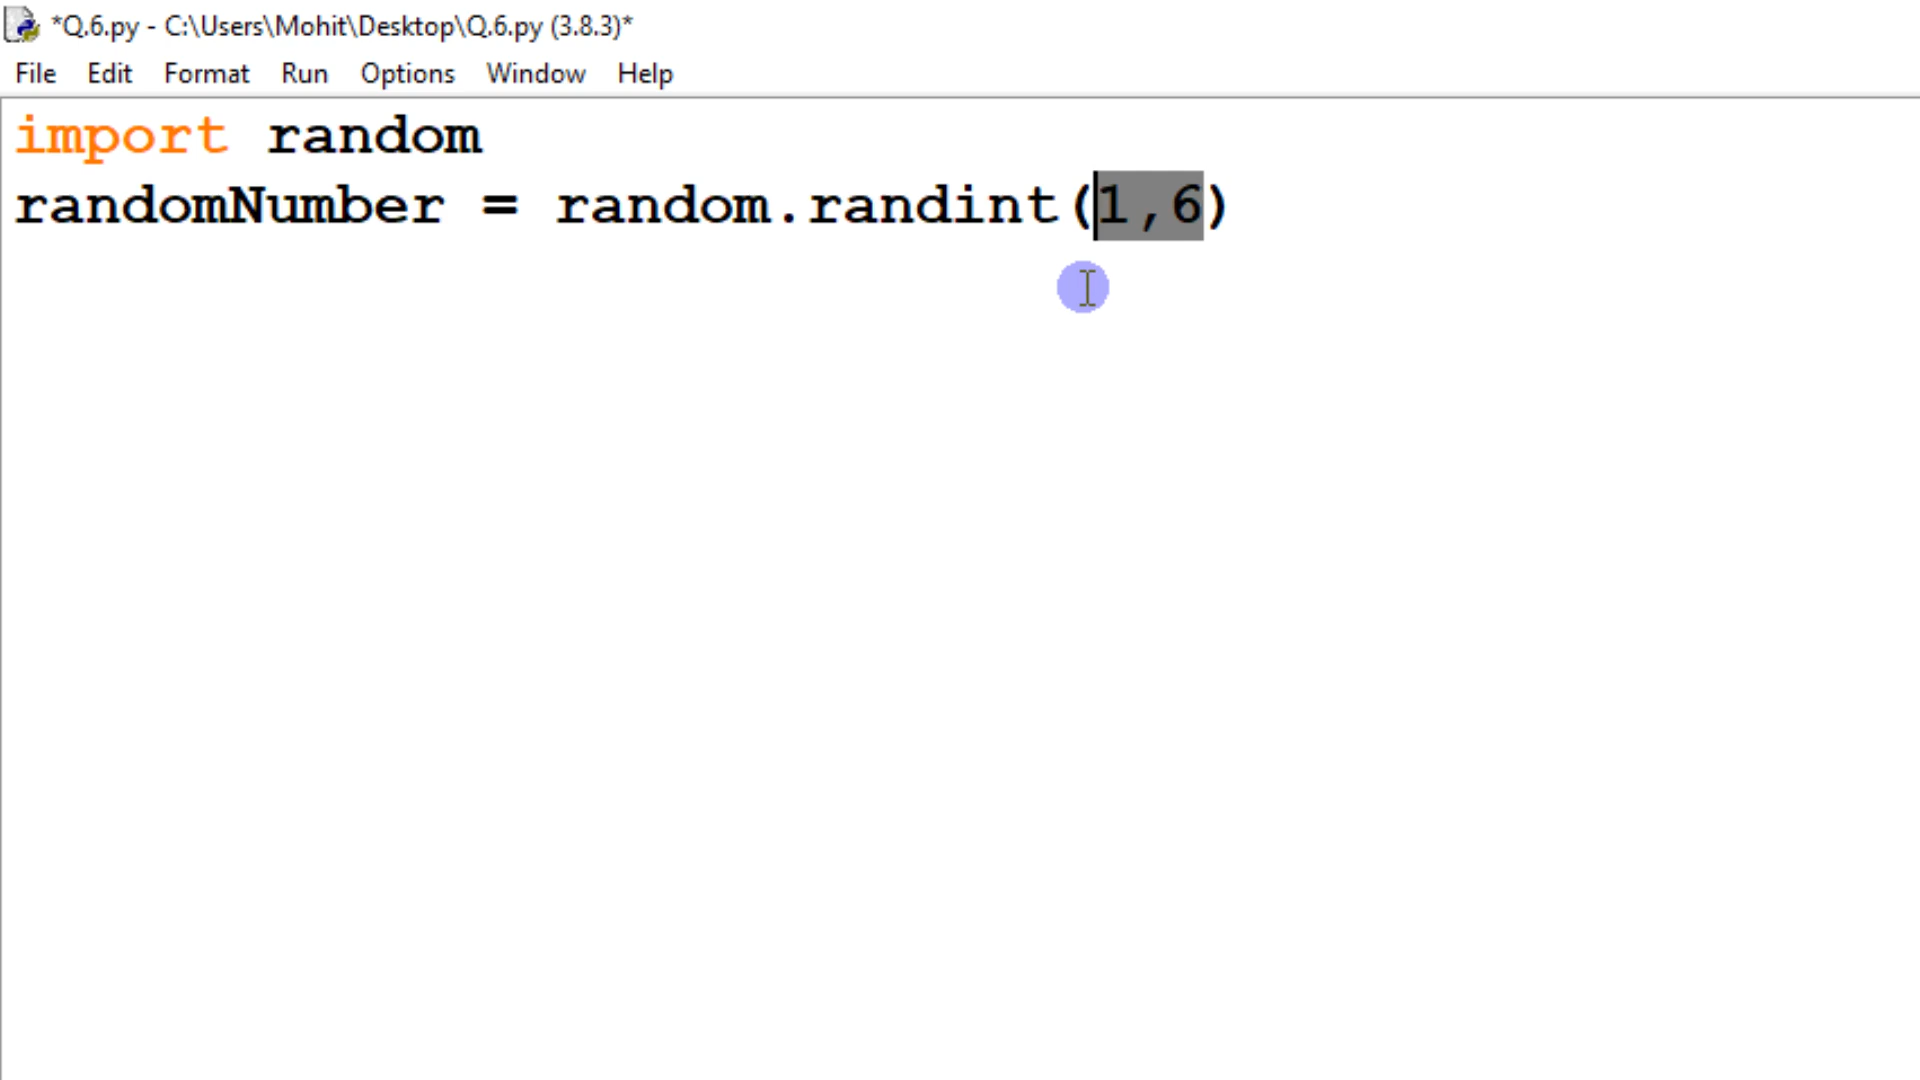 *Q.6.py - C:\Users\Mohit\Desktop\Q.6.py (3.8.3)*
File Edit Format Run Options Window Help
import random
randomNumber = random.randint(1,6)